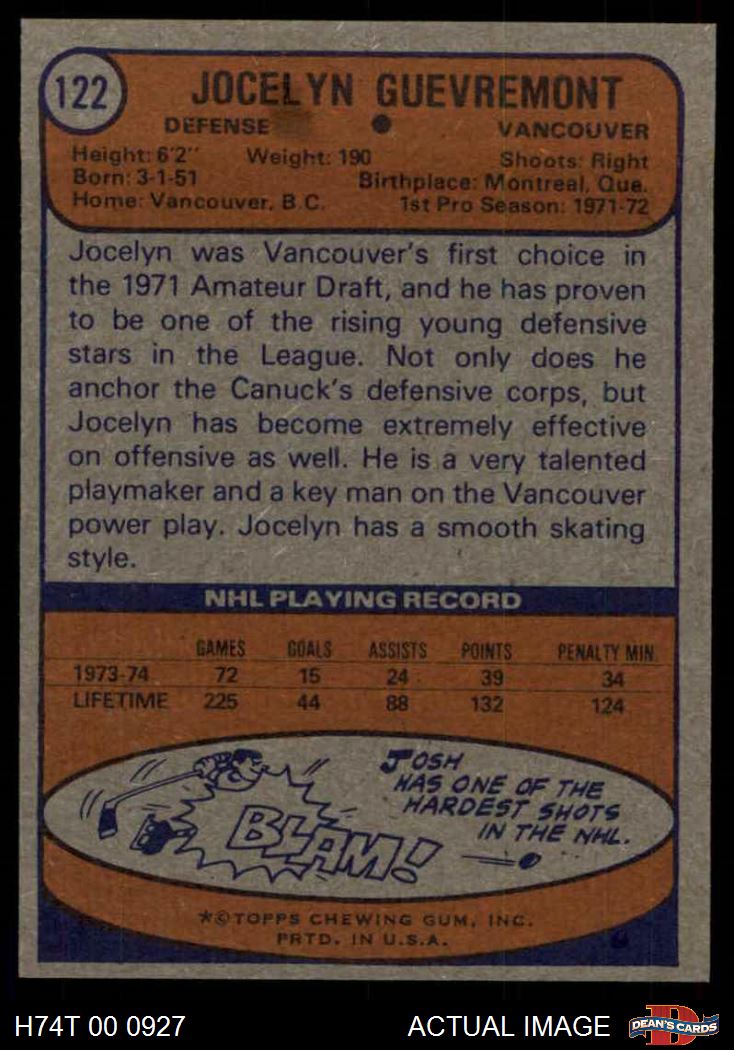 122
JOCELYN GUEVREMONT
DEFENSE VANCOUVER
Height: 6'2" Weight: 190 Shoots: Right
Born: 3-1-51 Birthplace: Montreal, Que.
Home: Vancouver, B.C. 1st Pro Season: 1971-72
Jocelyn was Vancouver's first choice in
the 1971 Amateur Draft, and he has proven
to be one of the rising young defensive
stars in the League. Not only does he
anchor the Canuck's defensive corps, but
Jocelyn has become extremely effective
on offensive as well. He is a very talented
playmaker and a key man on the Vancouver
power play. Jocelyn has a smooth skating
style.
NHL PLAYING RECORD
GAMES GOALS ASSISTS POINTS PENALTY MIN.
1973-74 72 15 24 39 34
LIFETIME 225 44 88 132 124
JOSH
HAS ONE OF THE
HARDEST SHOTS
IN THE NHL.
BLAM!
*©TOPPS CHEWING GUM, INC.
PRTD. IN U.S.A.
H74T 00 0927 ACTUAL IMAGE DEAN'S CARDS